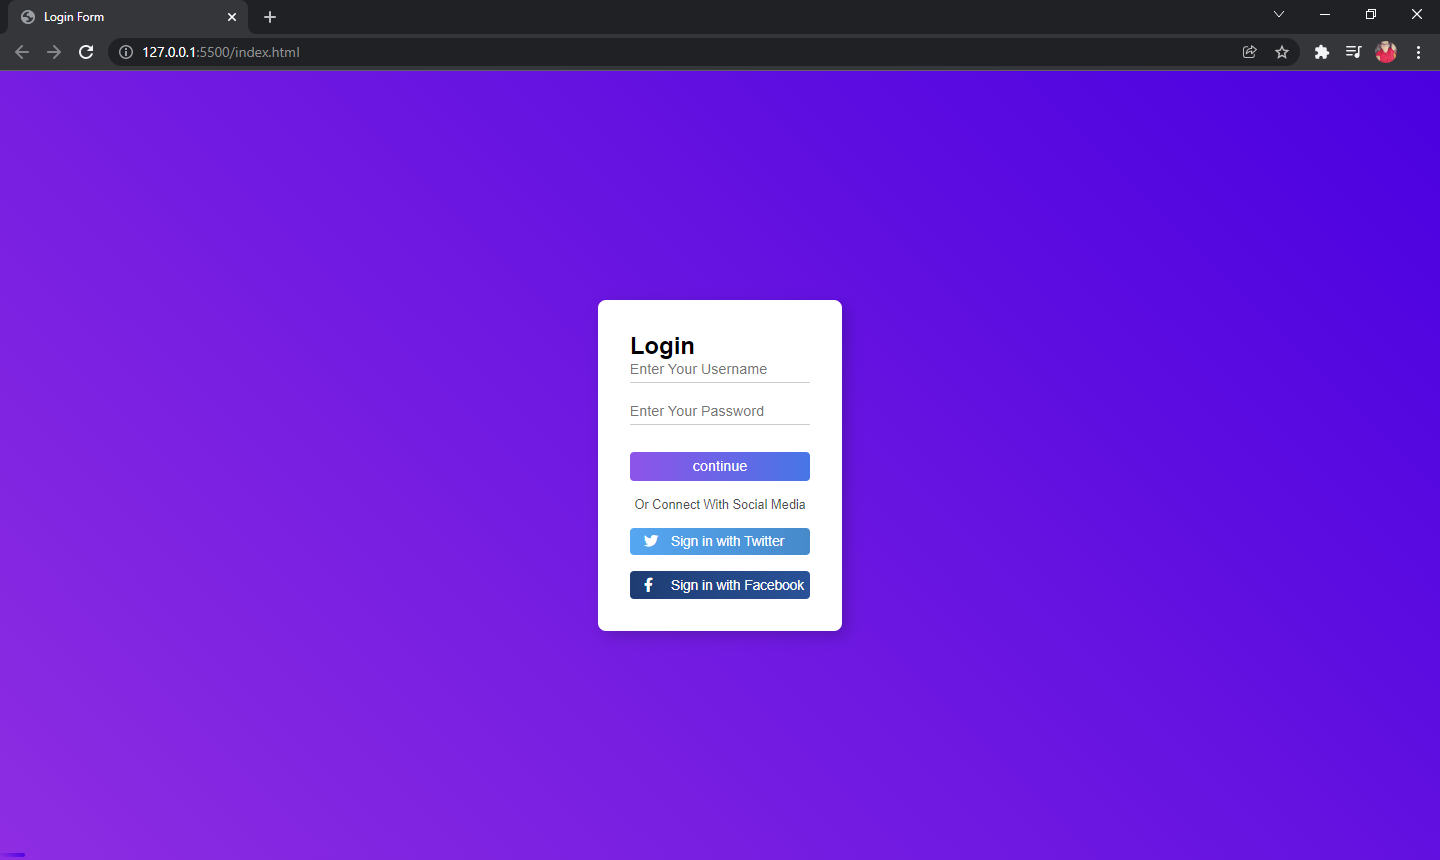 Login Form
127.0.0.1:5500/index.html
Login
Enter Your Username
Enter Your Password
continue
Or Connect With Social Media
Sign in with Twitter
Sign in with Facebook